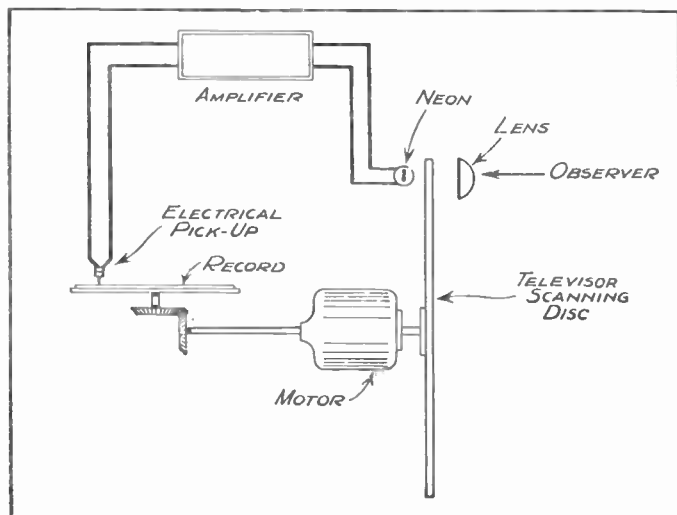 AMPLIFIER
NEON
LENS
OBSERVER
ELECTRICAL
PICK-UP
RECORD
TELEVISOR
SCANNING
DISC
MOTOR